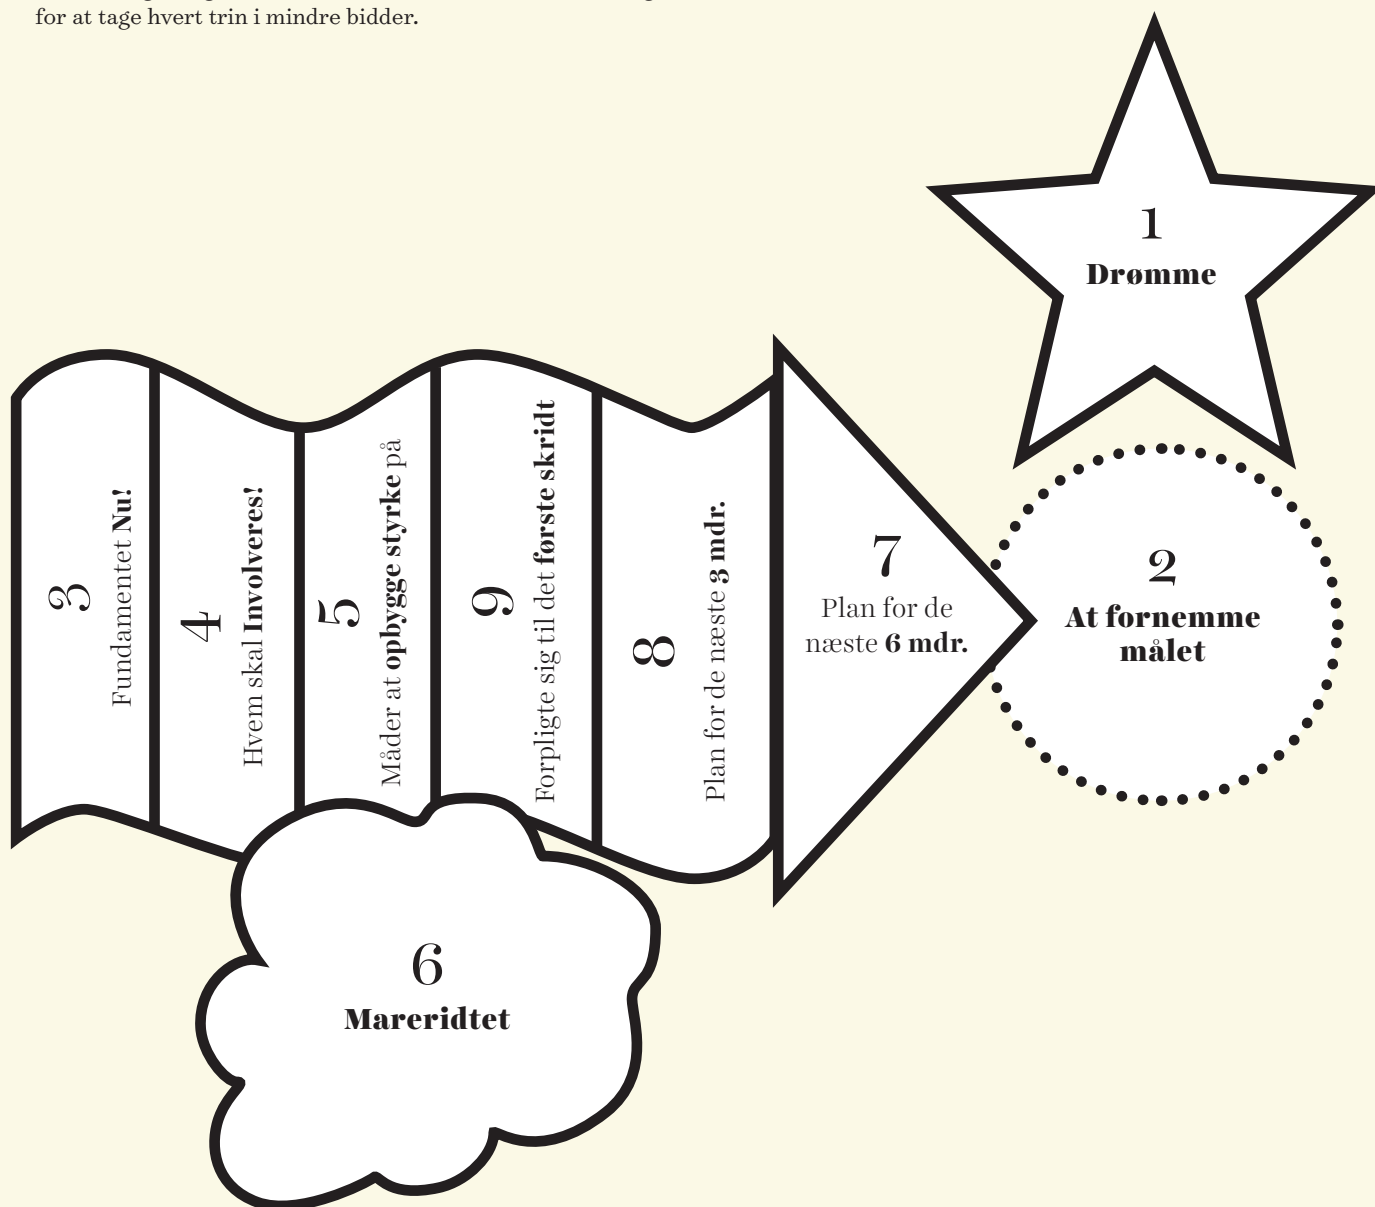 for at tage hvert trin i mindre bidder.
1
Drømme
2
At fornemme
målet
3
Fundamentet Nu!
4
Hvem skal Involveres!
5
Måder at opbygge styrke på
9
Forpligte sig til det første skridt
8
Plan for de næste 3 mdr.
7
Plan for de
næste 6 mdr.
6
Mareridtet